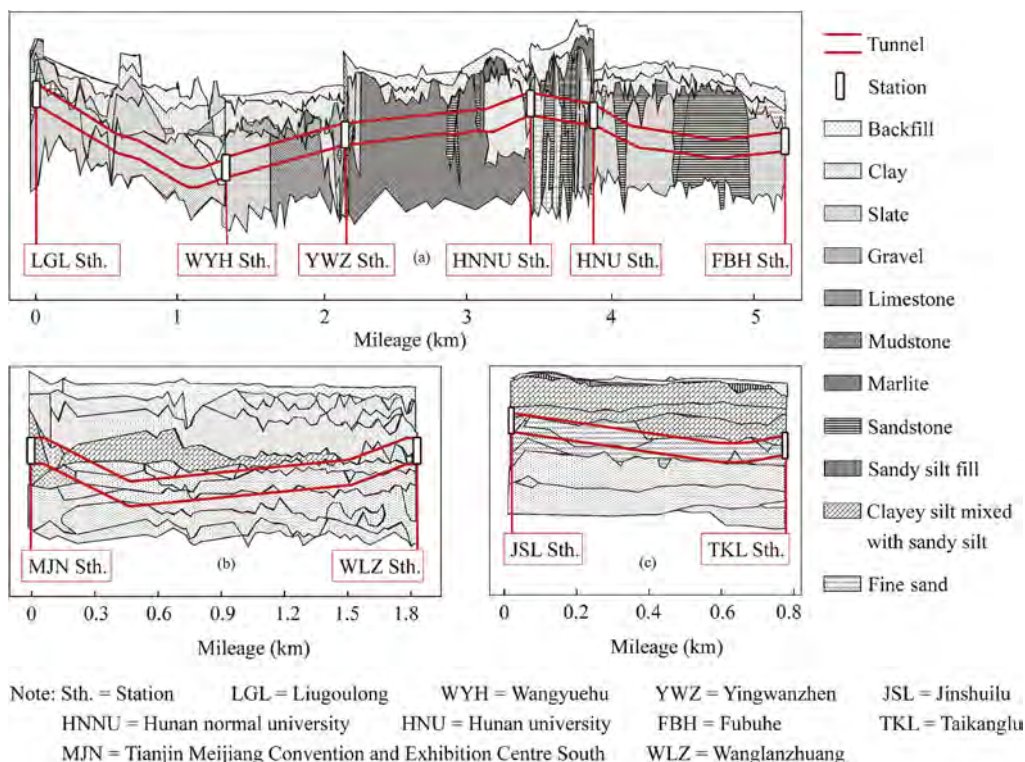 Tunnel
Station
Backfill
Clay
Slate
Gravel
Limestone
Mudstone
Marlite
Sandstone
Sandy silt fill
Clayey silt mixed
with sandy silt
Fine sand
LGL Sth. WYH Sth. YWZ Sth. (a) HNNU Sth. HNU Sth. FBH Sth.
0 1 2 3 4 5
Mileage (km)
MJN Sth. (b) WLZ Sth.
0 0.3 0.6 0.9 1.2 1.5 1.8
Mileage (km)
JSL Sth. (c) TKL Sth.
0 0.2 0.4 0.6 0.8
Mileage (km)
Note: Sth. = Station LGL = Liugoulong WYH = Wangyuehu YWZ = Yingwanzhen JSL = Jinshuilu
HNNU = Hunan normal university HNU = Hunan university FBH = Fubuhe TKL = Taikanglu
MJN = Tianjin Meijiang Convention and Exhibition Centre South WLZ = Wanglanzhuang